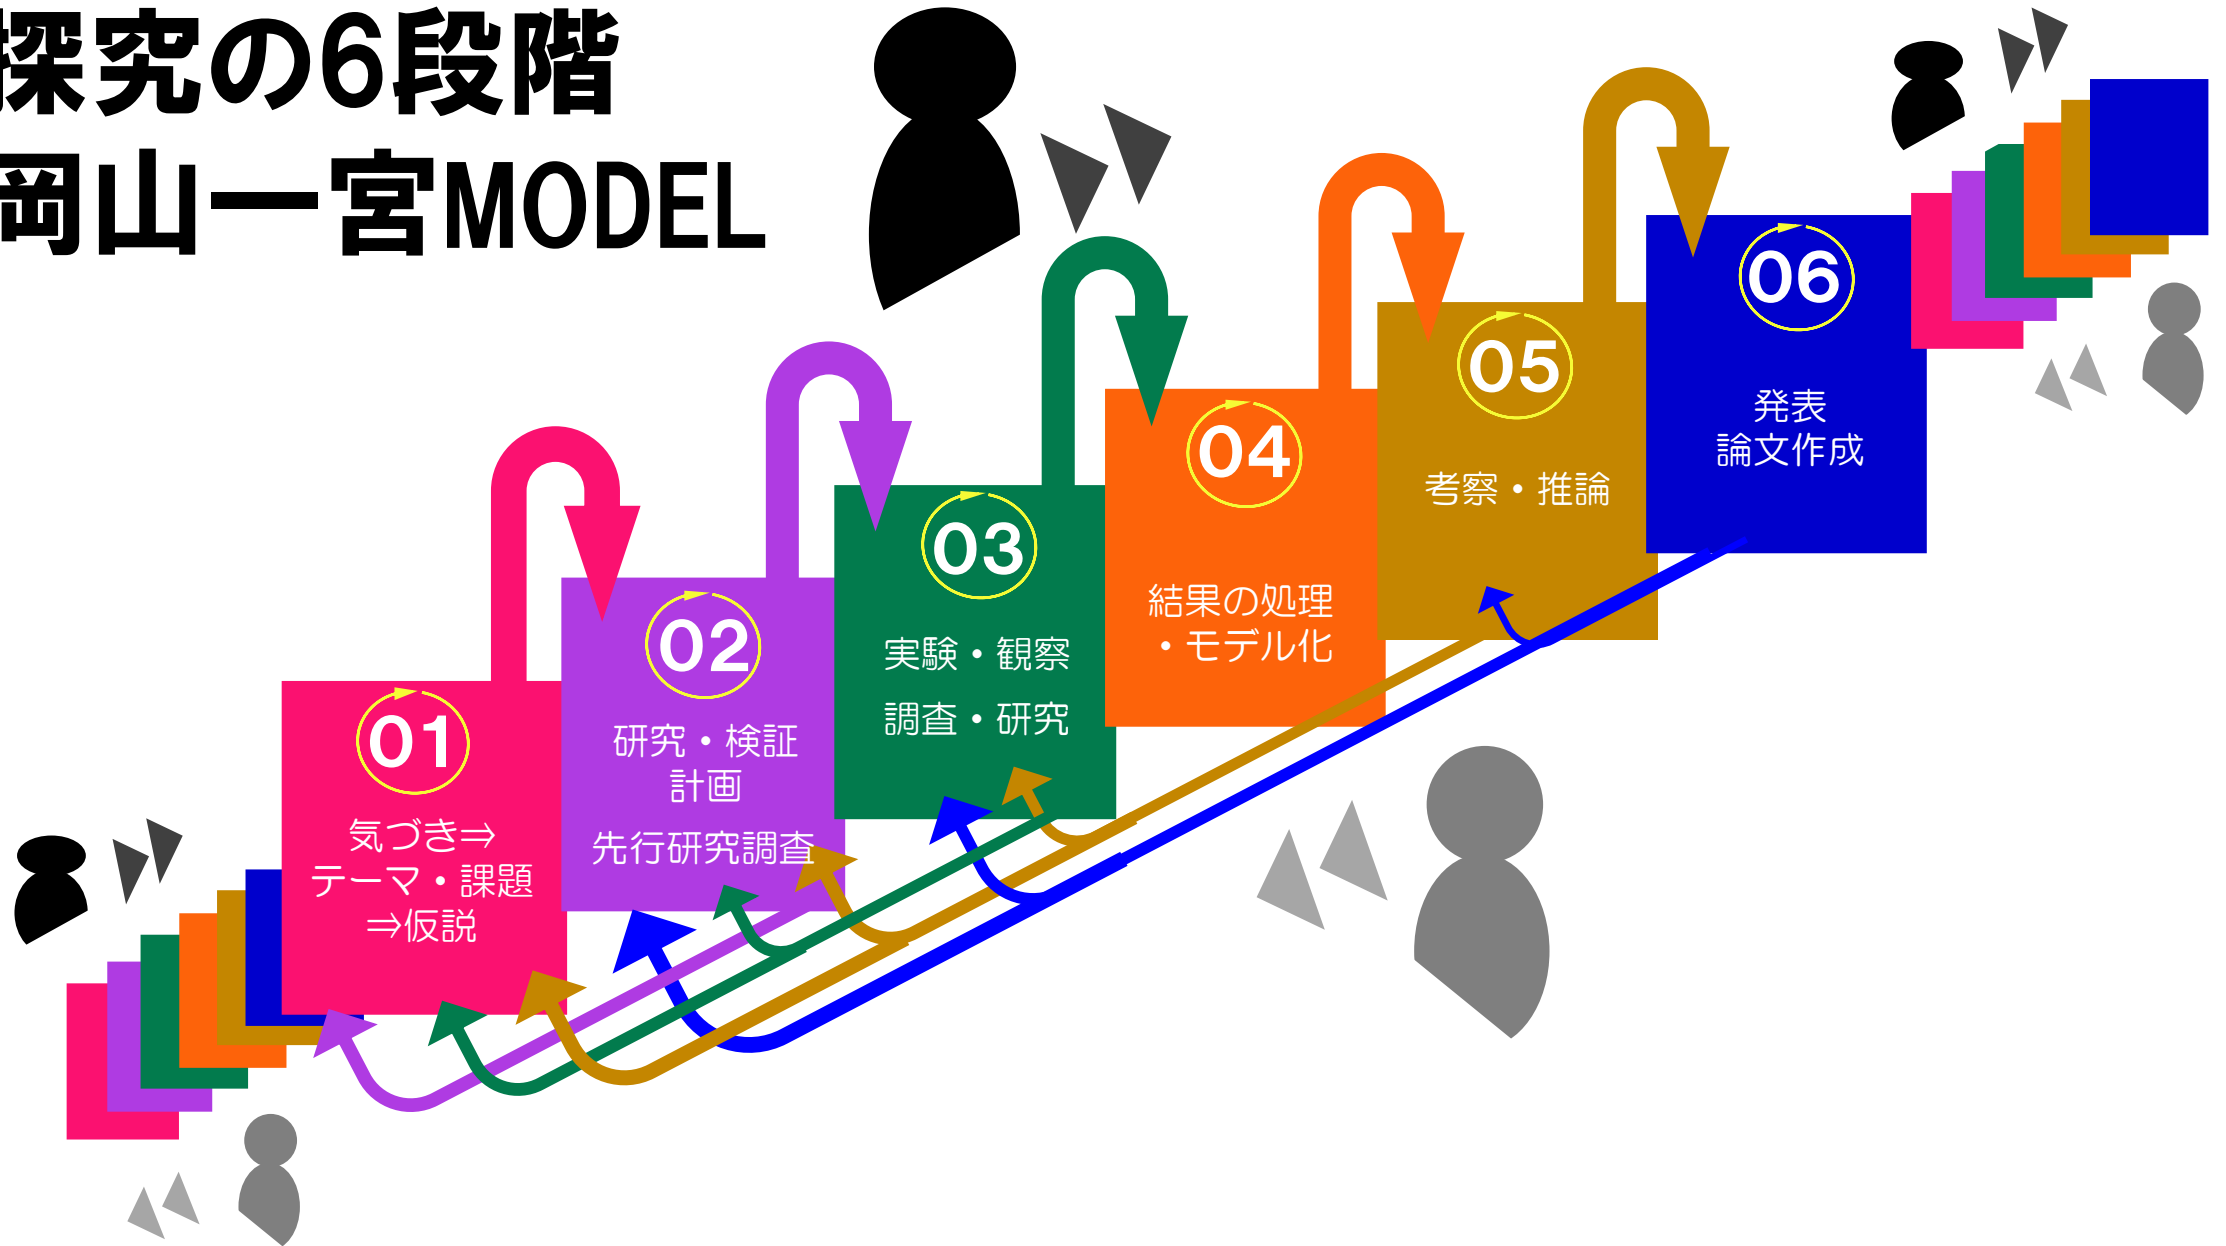 探究の6段階
岡山一宮MODEL
01
気づき⇒
テーマ・課題
⇒仮説
02
研究・検証
計画
先行研究調査
03
実験・観察
調査・研究
04
結果の処理
・モデル化
05
考察・推論
06
発表
論文作成